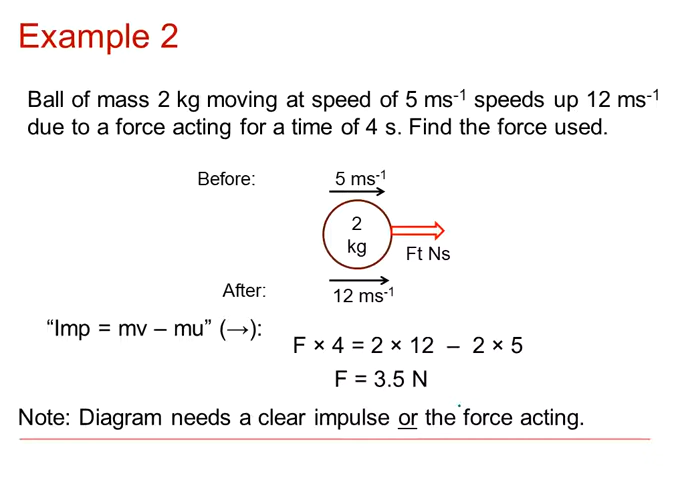 Example 2
Ball of mass 2 kg moving at speed of 5 ms⁻¹ speeds up 12 ms⁻¹
due to a force acting for a time of 4 s. Find the force used.
Before:
5 ms⁻¹
2
kg
Ft Ns
After:
12 ms⁻¹
“Imp = mv – mu” (→):
F × 4 = 2 × 12 – 2 × 5
F = 3.5 N
Note: Diagram needs a clear impulse or the force acting.